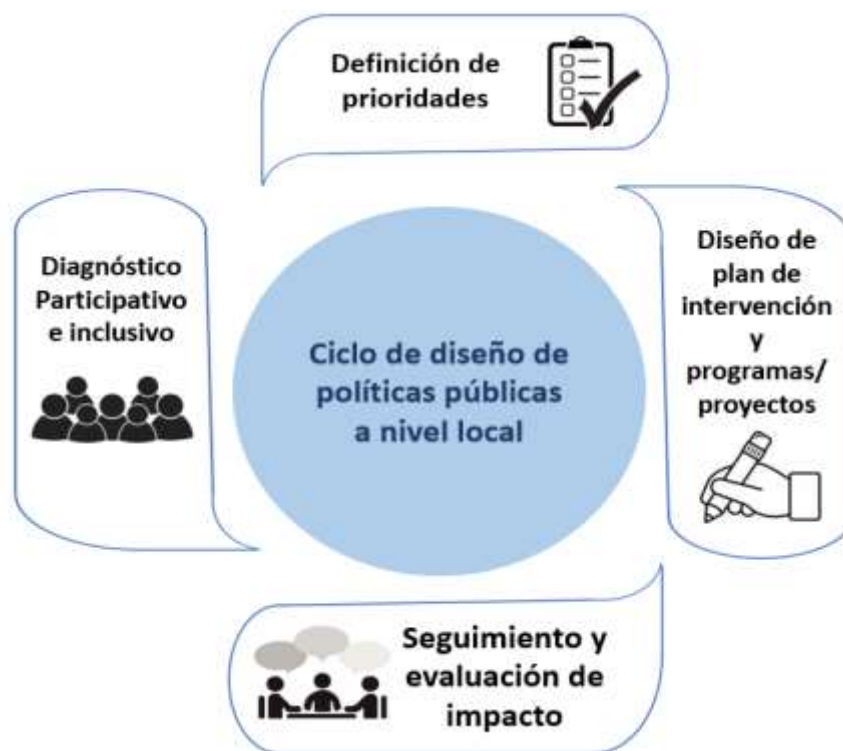 Definición de
prioridades
Diagnóstico
Participativo
e inclusivo
Ciclo de diseño de
políticas públicas
a nivel local
Diseño de
plan de
intervención
y
programas/
proyectos
Seguimiento y
evaluación de
impacto